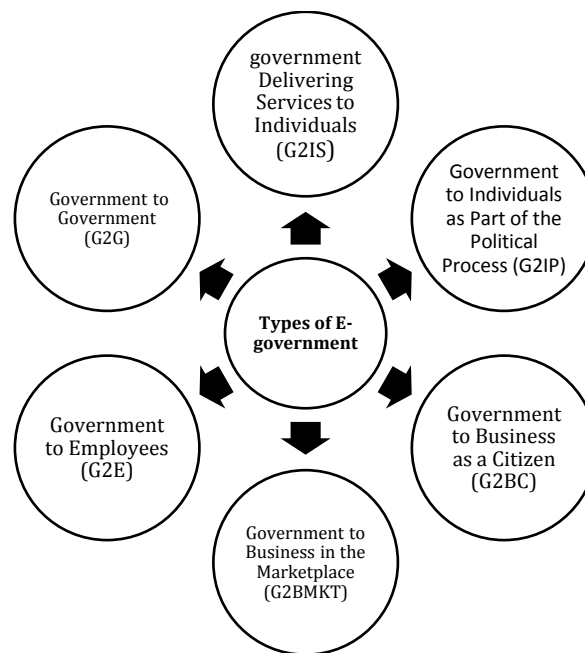 government
Delivering
Services to
Individuals
(G2IS)
Government
to Individuals
as Part of the
Political
Process (G2IP)
Government to
Government
(G2G)
Types of E-
government
Government
to Employees
(G2E)
Government
to Business
as a Citizen
(G2BC)
Government to
Business in the
Marketplace
(G2BMKT)